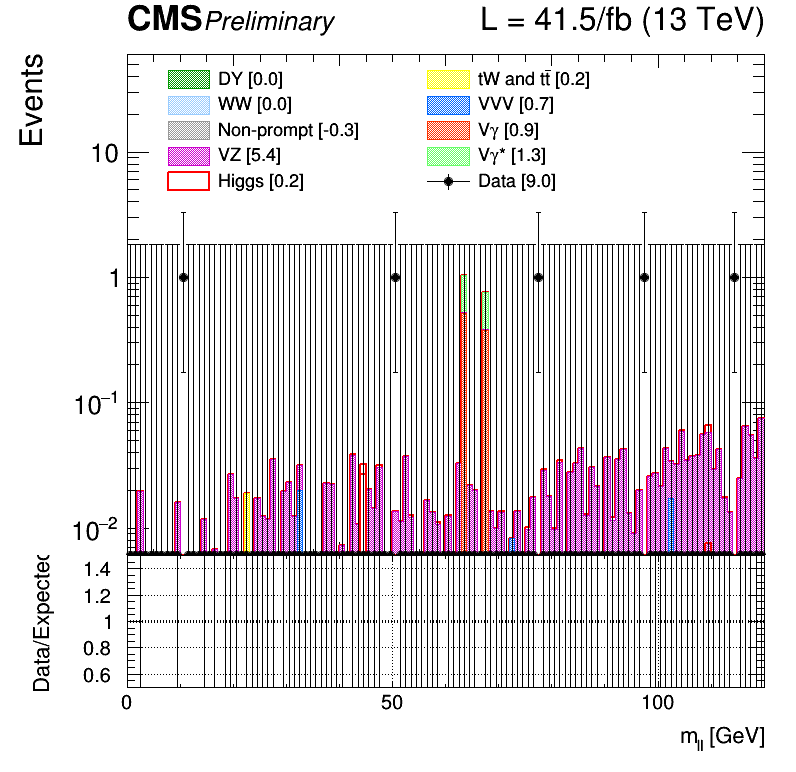 CMS Preliminary L = 41.5/fb (13 TeV)
Events
DY [0.0]
WW [0.0]
Non-prompt [-0.3]
VZ [5.4]
Higgs [0.2]
tW and tt̄ [0.2]
VVV [0.7]
Vγ [0.9]
Vγ* [1.3]
Data [9.0]
10
1
10⁻¹
10⁻²
Data/Expected
1.4
1.2
1
0.8
0.6
0 50 100
m_ll [GeV]